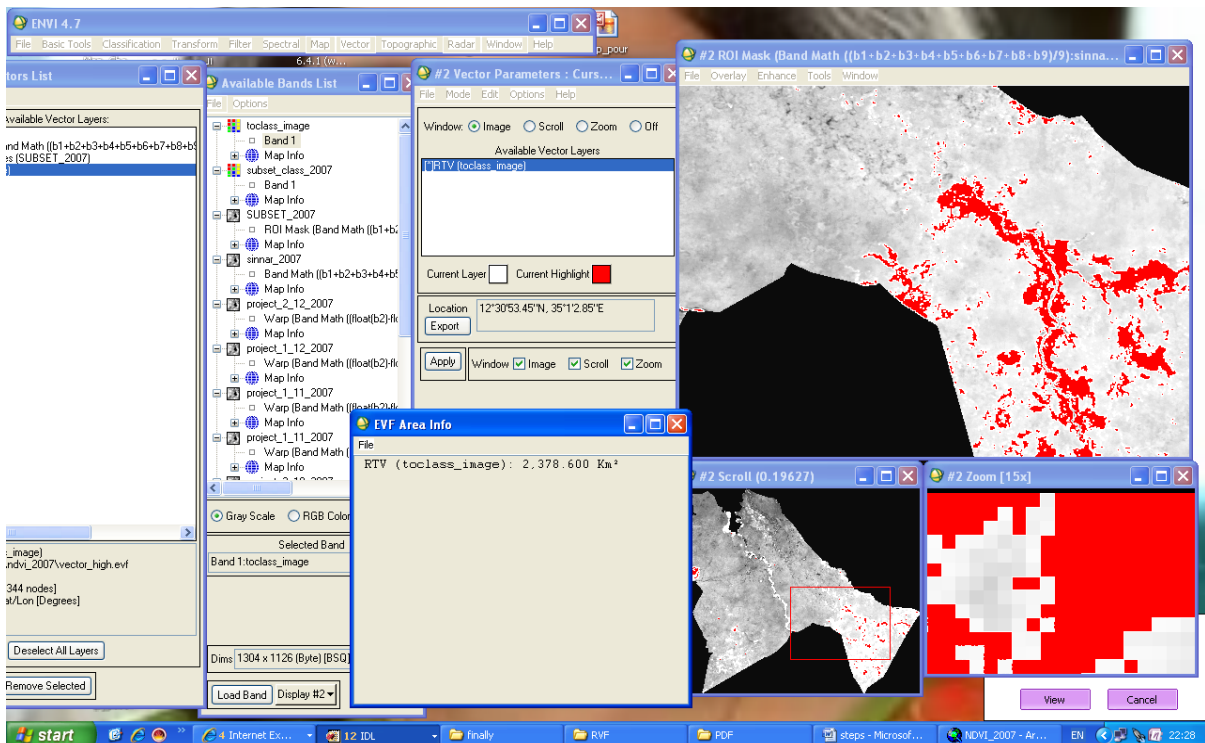 ENVI 4.7
File Basic Tools Classification Transform Filter Spectral Map Vector Topographic Radar Window Help
p_pour
6.4.1 (w...
tors List
Available Vector Layers:
and Math ((b1+b2+b3+b4+b5+b6+b7+b8+b9
es (SUBSET_2007)
s_image)
\ndvi_2007\vector_high.evf
344 nodes]
at/Lon [Degrees]
Deselect All Layers
Remove Selected
Available Bands List
File Options
toclass_image
Band 1
Map Info
subset_class_2007
Band 1
Map Info
SUBSET_2007
ROI Mask (Band Math ((b1+b2
Map Info
sinnar_2007
Band Math ((b1+b2+b3+b4+b5
Map Info
project_2_12_2007
Warp (Band Math ((float(b2)-flo
Map Info
project_1_12_2007
Warp (Band Math ((float(b2)-flo
Map Info
project_1_11_2007
Warp (Band Math ((float(b2)-flo
Map Info
project_1_11_2007
Warp (Band Math (
Map Info
Gray Scale RGB Color
Selected Band
Band 1:toclass_image
Dims 1304 x 1126 (Byte) [BSQ]
Load Band Display #2
#2 Vector Parameters : Curs...
File Mode Edit Options Help
Window: Image Scroll Zoom Off
Available Vector Layers
[*]RTV (toclass_image)
Current Layer Current Highlight
Location 12°30'53.45"N, 35°1'2.85"E
Export
Apply Window Image Scroll Zoom
EVF Area Info
File
RTV (toclass_image): 2,378.600 Km²
#2 ROI Mask (Band Math ((b1+b2+b3+b4+b5+b6+b7+b8+b9)/9):sinna...
File Overlay Enhance Tools Window
#2 Scroll (0.19627)
#2 Zoom [15x]
View Cancel
start 4 Internet Ex... 12 IDL finally RVF PDF steps - Microsof... NDVI_2007 - Ar... EN 22:28